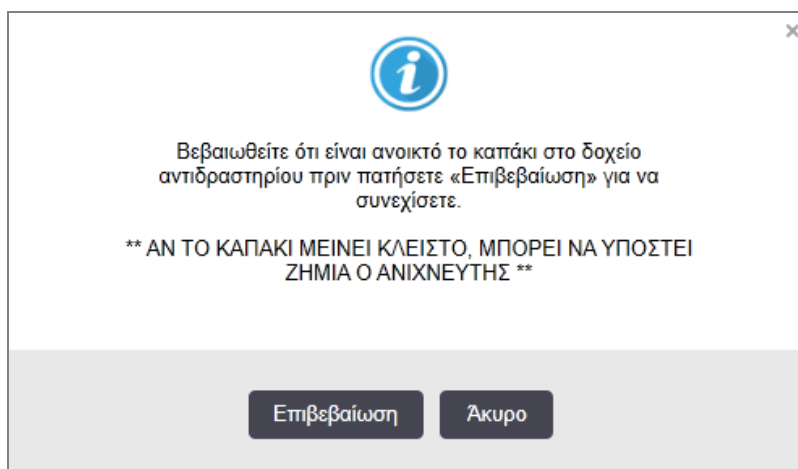 Βεβαιωθείτε ότι είναι ανοικτό το καπάκι στο δοχείο
αντιδραστηρίου πριν πατήσετε «Επιβεβαίωση» για να
συνεχίσετε.
** ΑΝ ΤΟ ΚΑΠΑΚΙ ΜΕΙΝΕΙ ΚΛΕΙΣΤΟ, ΜΠΟΡΕΙ ΝΑ ΥΠΟΣΤΕΙ
ΖΗΜΙΑ Ο ΑΝΙΧΝΕΥΤΗΣ **
Επιβεβαίωση Άκυρο